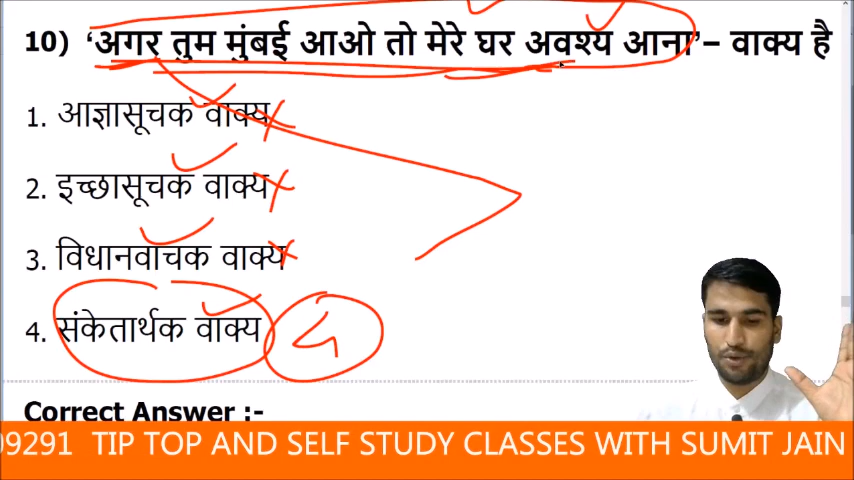 10) ‘अगर तुम मुंबई आओ तो मेरे घर अवश्य आना’– वाक्य है
1. आज्ञासूचक वाक्य
2. इच्छासूचक वाक्य
3. विधानवाचक वाक्य
4. संकेतार्थक वाक्य
Correct Answer :-
09291 TIP TOP AND SELF STUDY CLASSES WITH SUMIT JAIN